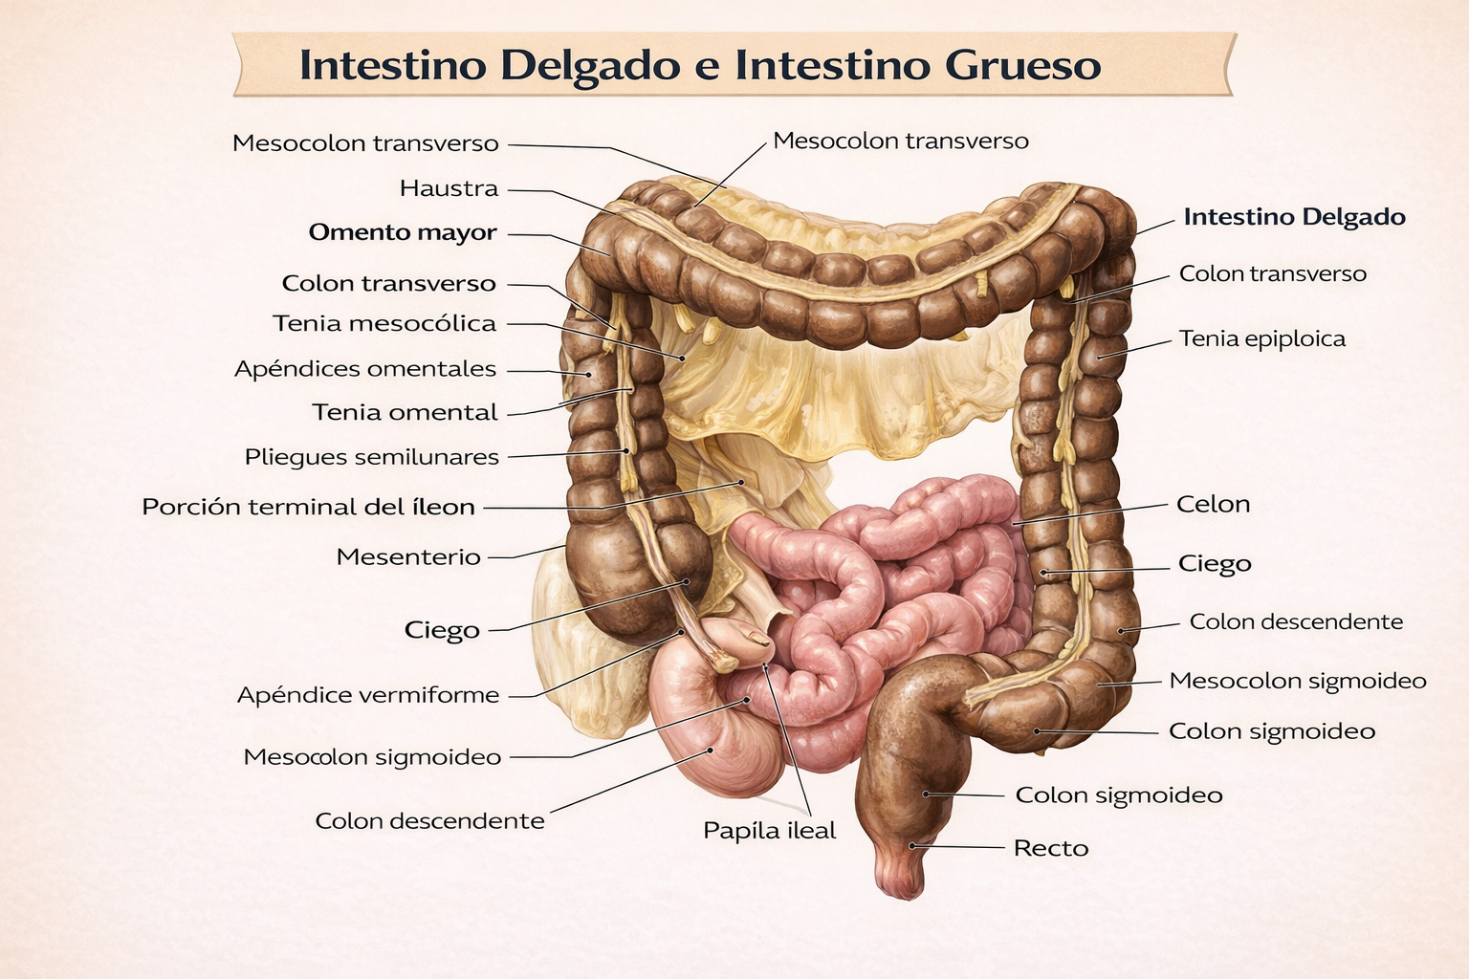 Intestino Delgado e Intestino Grueso
Mesocolon transverso
Haustra
Omento mayor
Colon transverso
Tenia mesocólica
Apéndices omentales
Tenia omental
Pliegues semilunares
Porción terminal del íleon
Mesenterio
Ciego
Apéndice vermiforme
Mesocolon sigmoideo
Colon descendente
Papíla ileal
Mesocolon transverso
Intestino Delgado
Colon transverso
Tenia epiploica
Celon
Ciego
Colon descendente
Mesocolon sigmoideo
Colon sigmoideo
Colon sigmoideo
Recto